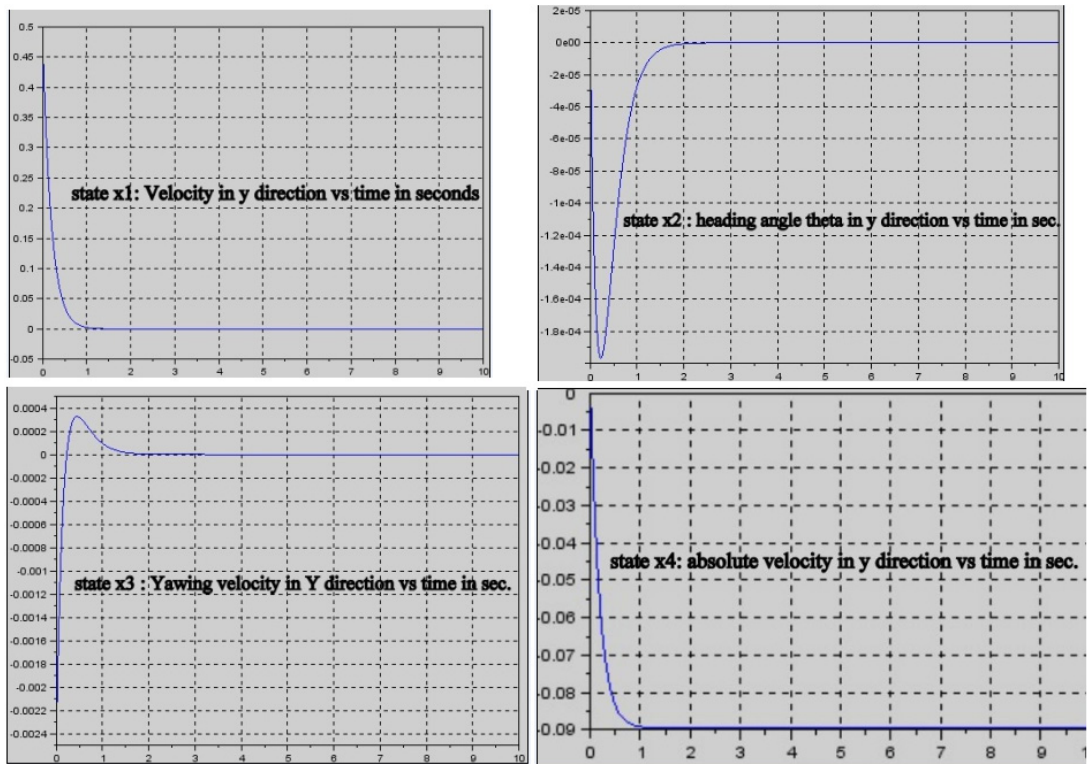 0.5
0.45
0.4
0.35
0.3
0.25
0.2
0.15
0.1
0.05
0
-0.05
0 1 2 3 4 5 6 7 8 9 10
state x1: Velocity in y direction vs time in seconds
2e-05
0e00
-2e-05
-4e-05
-6e-05
-8e-05
-1e-04
-1.2e-04
-1.4e-04
-1.6e-04
-1.8e-04
0 1 2 3 4 5 6 7 8 9 10
state x2 : heading angle theta in y direction vs time in sec.
0.0004
0.0002
0
-0.0002
-0.0004
-0.0006
-0.0008
-0.001
-0.0012
-0.0014
-0.0016
-0.0018
-0.002
-0.0022
-0.0024
0 1 2 3 4 5 6 7 8 9 10
state x3 : Yawing velocity in Y direction vs time in sec.
0
-0.01
-0.02
-0.03
-0.04
-0.05
-0.06
-0.07
-0.08
-0.09
0 1 2 3 4 5 6 7 8 9 1
state x4: absolute velocity in y direction vs time in sec.